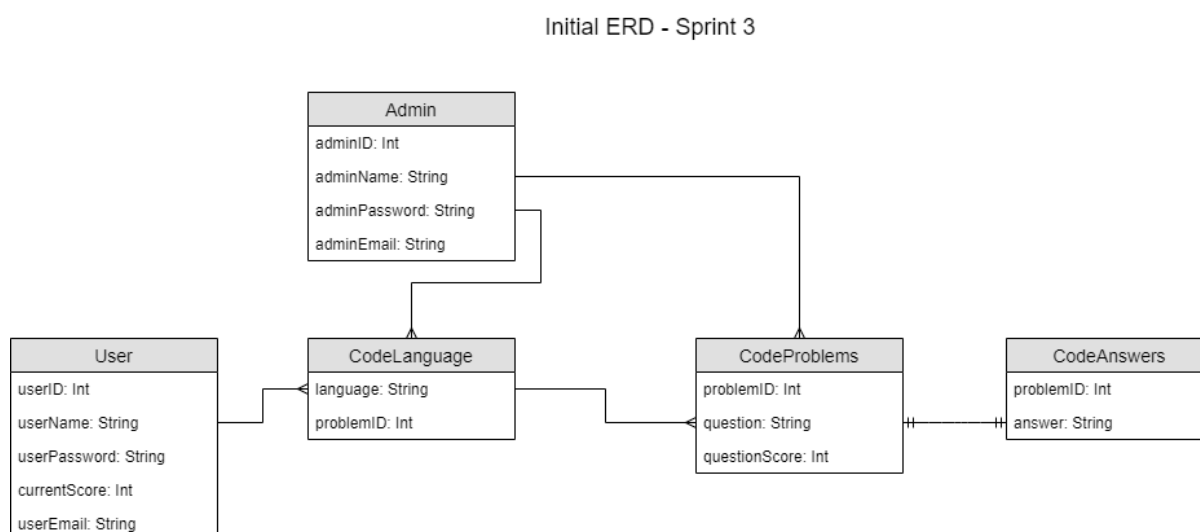 Initial ERD - Sprint 3
Admin
adminID: Int
adminName: String
adminPassword: String
adminEmail: String
User
userID: Int
userName: String
userPassword: String
currentScore: Int
userEmail: String
CodeLanguage
language: String
problemID: Int
CodeProblems
problemID: Int
question: String
questionScore: Int
CodeAnswers
problemID: Int
answer: String